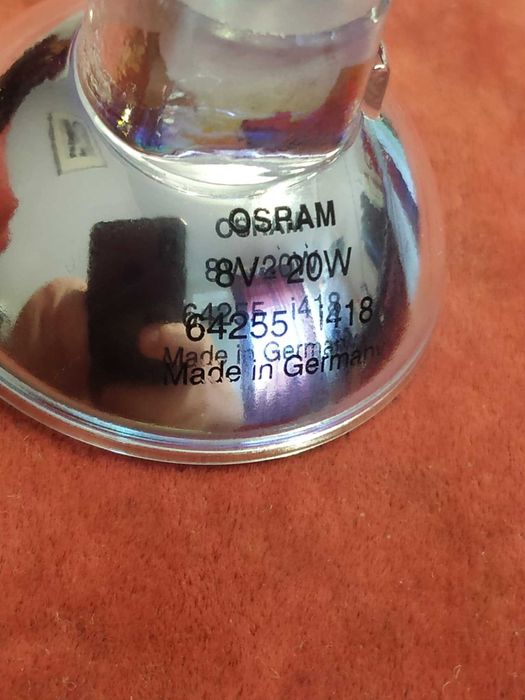 OSRAM
8V 20W
64255 i418
Made in Germany